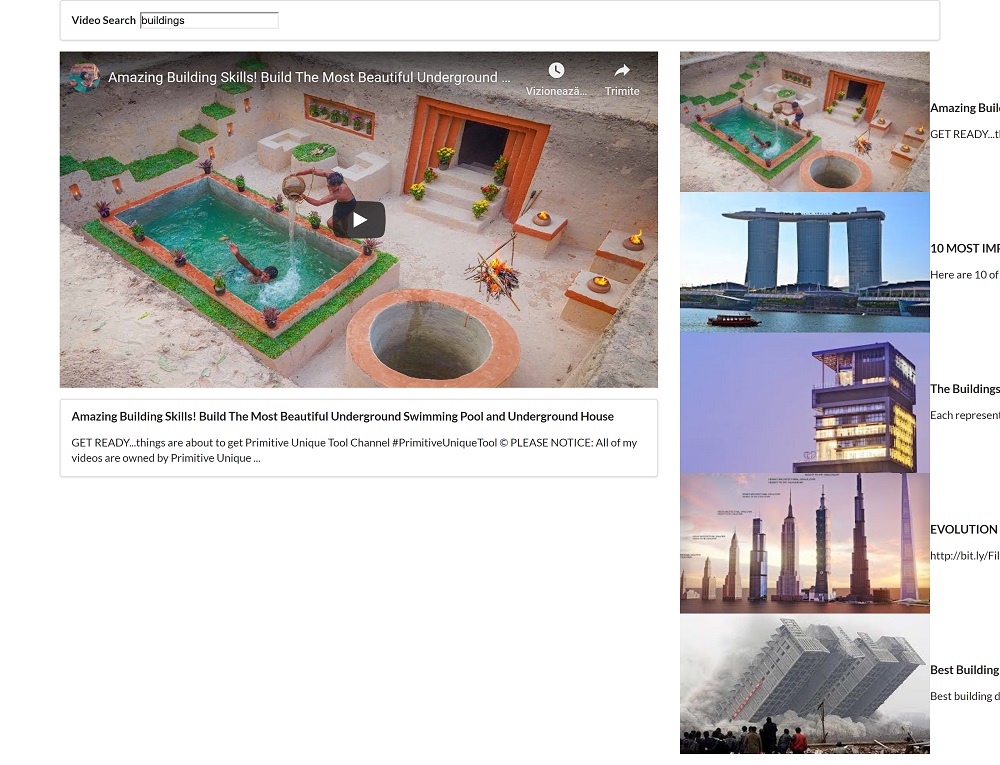 Video Search buildings
Amazing Building Skills! Build The Most Beautiful Underground ...
Vizionează...
Trimite
Amazing Building Skills! Build The Most Beautiful Underground Swimming Pool and Underground House
GET READY...things are about to get Primitive Unique Tool Channel #PrimitiveUniqueTool © PLEASE NOTICE: All of my
videos are owned by Primitive Unique ...
Amazing Buil
GET READY...t
10 MOST IMP
Here are 10 of
The Buildings
Each represent
EVOLUTION
http://bit.ly/Fil
Best Building
Best building d